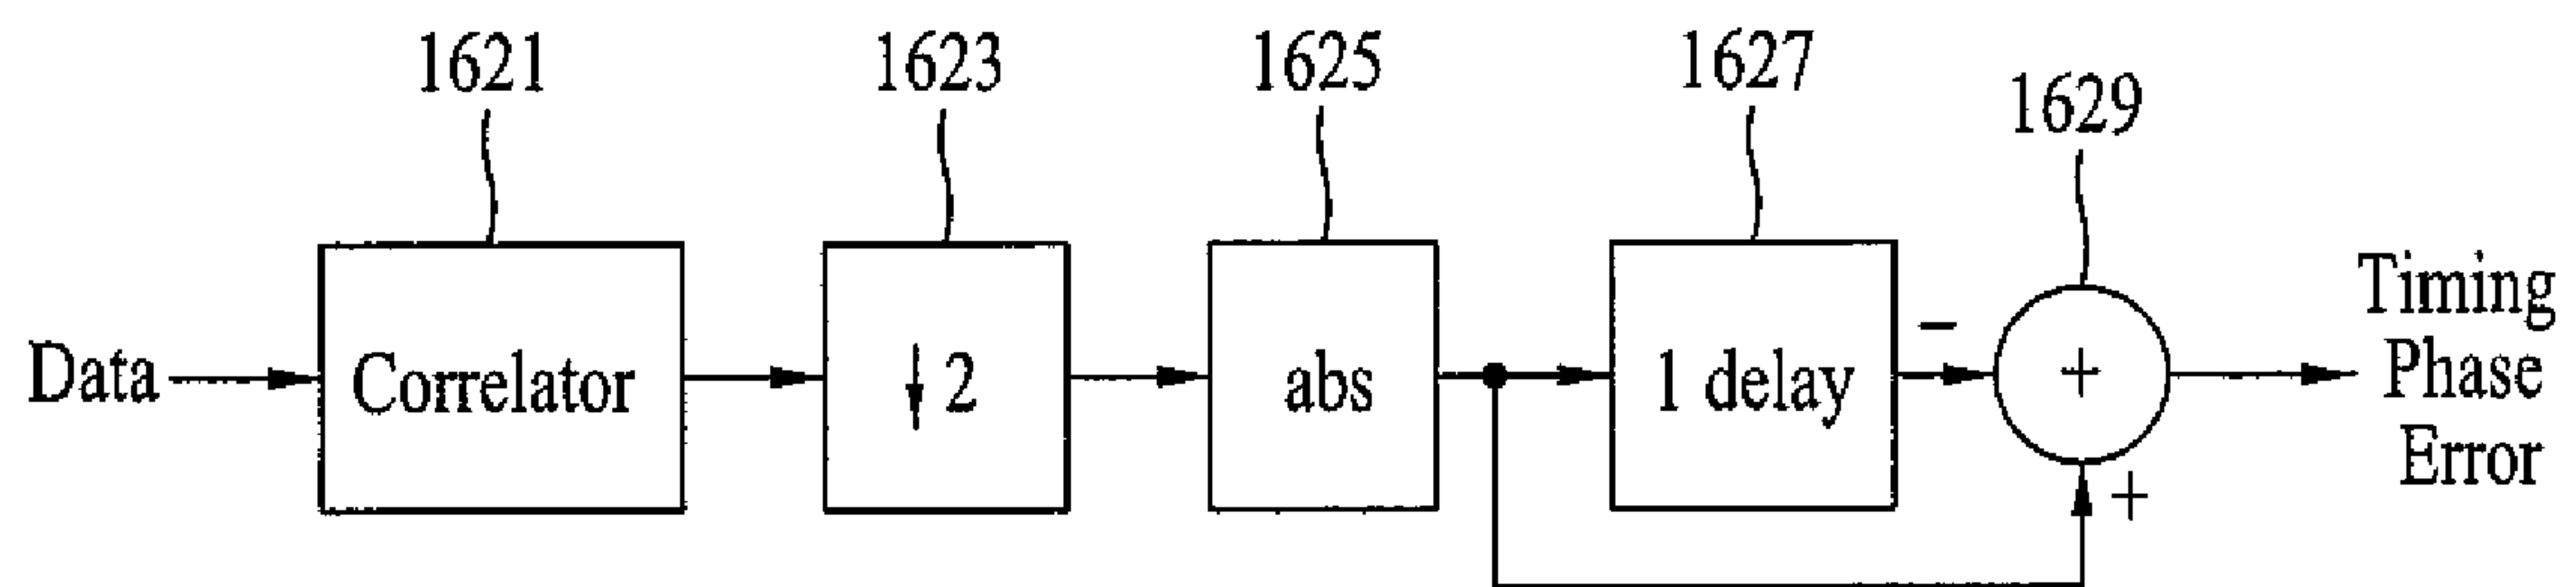 1621
1623
1625
1627
1629
Data
Correlator
↓ 2
abs
1 delay
−
+
+
Timing
Phase
Error